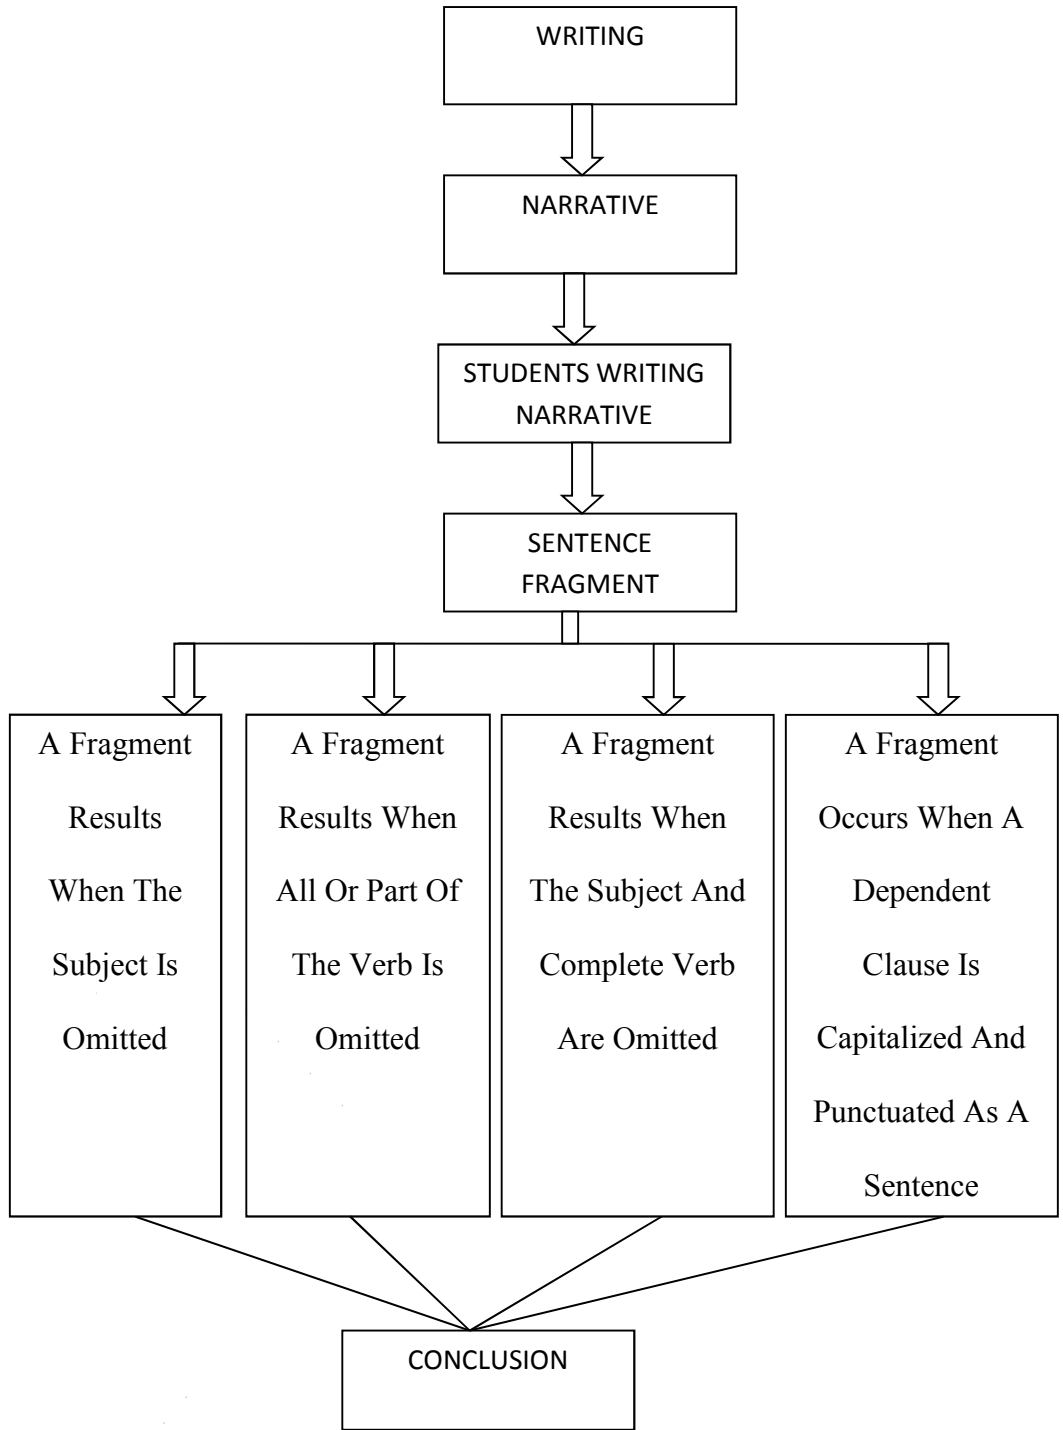 WRITING
NARRATIVE
STUDENTS WRITING
NARRATIVE
SENTENCE
FRAGMENT
A Fragment
Results
When The
Subject Is
Omitted
A Fragment
Results When
All Or Part Of
The Verb Is
Omitted
A Fragment
Results When
The Subject And
Complete Verb
Are Omitted
A Fragment
Occurs When A
Dependent
Clause Is
Capitalized And
Punctuated As A
Sentence
CONCLUSION